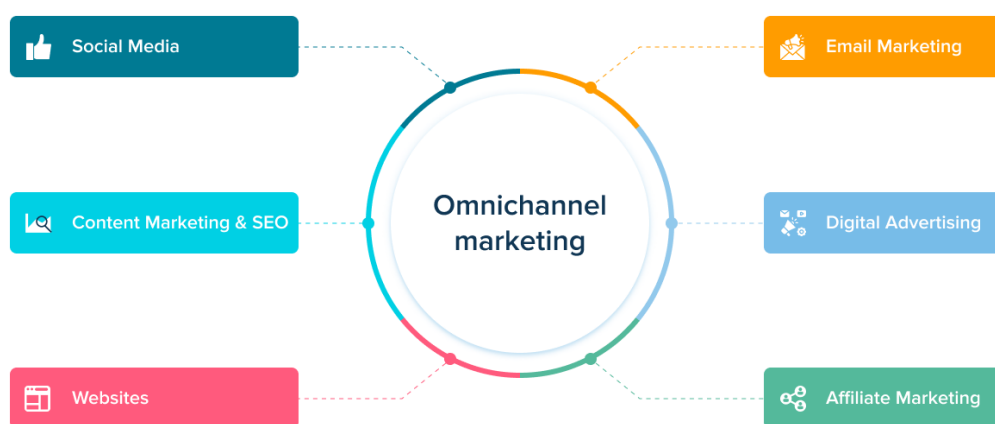 Social Media
Email Marketing
Omnichannel
marketing
Content Marketing & SEO
Digital Advertising
Websites
Affiliate Marketing